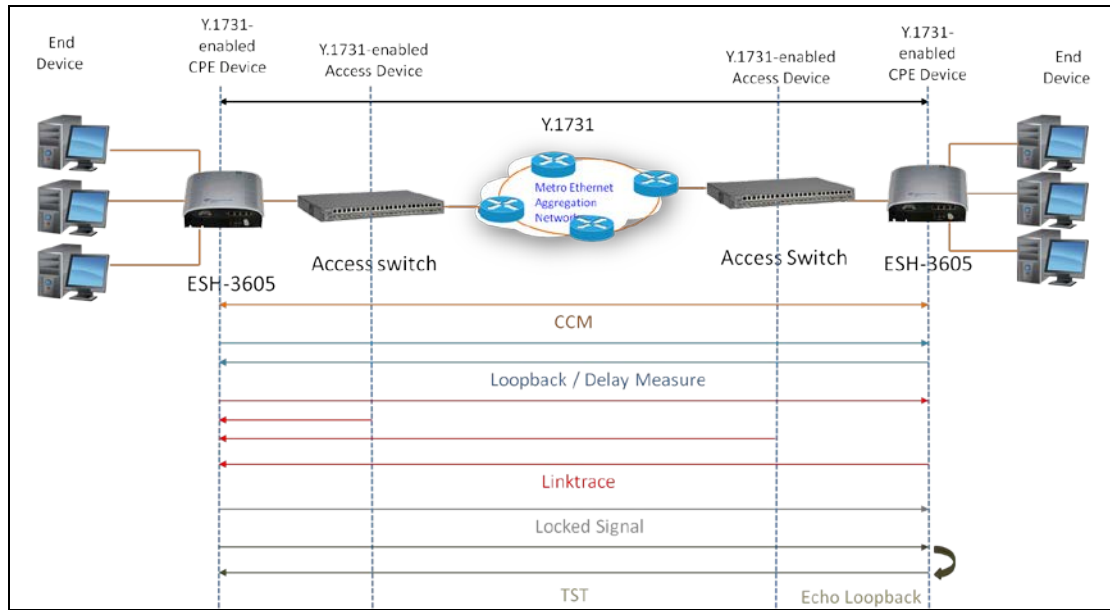 End
Device
Y.1731-
enabled
CPE Device
Y.1731-enabled
Access Device
Y.1731-enabled
Access Device
Y.1731-
enabled
CPE Device
End
Device
Y.1731
Metro Ethernet
Aggregation
Network
ESH-3605
Access switch
Access Switch
ESH-3605
CCM
Loopback / Delay Measure
Linktrace
Locked Signal
TST
Echo Loopback